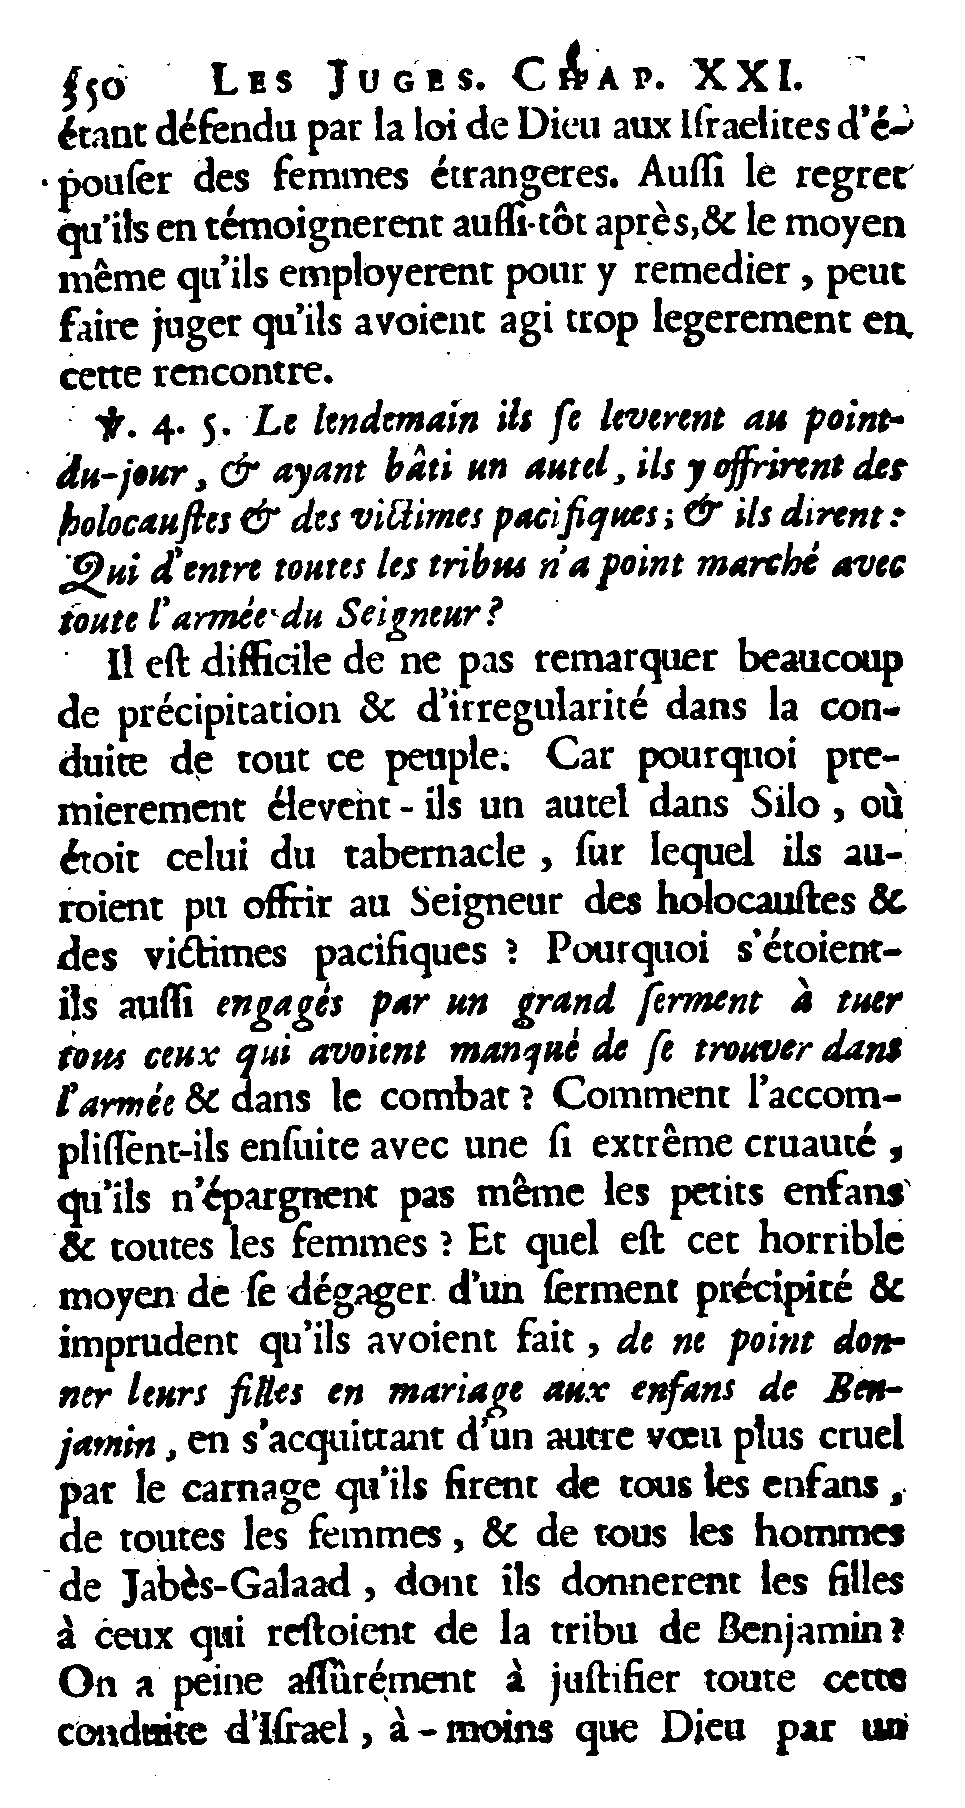 550 LES JUGES. CHAP. XXI.
étant défendu par la loi de Dieu aux Iſraelites d'é-
pouſer des femmes étrangeres. Auſſi le regret
qu'ils en témoignerent auſſi-tôt après, & le moyen
même qu'ils employerent pour y remedier, peut
faire juger qu'ils avoient agi trop legerement en
cette rencontre.
℣. 4. 5. Le lendemain ils ſe leverent au point-
du-jour, & ayant bâti un autel, ils y offrirent des
holocauſtes & des victimes pacifiques; & ils dirent:
Qui d'entre toutes les tribus n'a point marché avec
toute l'armée du Seigneur?
Il eſt difficile de ne pas remarquer beaucoup
de précipitation & d'irregularité dans la con-
duite de tout ce peuple. Car pourquoi pre-
mierement élevent-ils un autel dans Silo, où
étoit celui du tabernacle, ſur lequel ils au-
roient pu offrir au Seigneur des holocauſtes &
des victimes pacifiques? Pourquoi s'étoient-
ils auſſi engagés par un grand ſerment à tuer
tous ceux qui avoient manqué de ſe trouver dans
l'armée & dans le combat? Comment l'accom-
pliſſent-ils enſuite avec une ſi extrême cruauté,
qu'ils n'épargnent pas même les petits enfans
& toutes les femmes? Et quel eſt cet horrible
moyen de ſe dégager d'un ſerment précipité &
imprudent qu'ils avoient fait, de ne point don-
ner leurs filles en mariage aux enfans de Ben-
jamin, en s'acquittant d'un autre vœu plus cruel
par le carnage qu'ils firent de tous les enfans,
de toutes les femmes, & de tous les hommes
de Jabès-Galaad, dont ils donnerent les filles
à ceux qui reſtoient de la tribu de Benjamin?
On a peine aſſûrément à juſtifier toute cette
conduite d'Iſrael, à-moins que Dieu par un